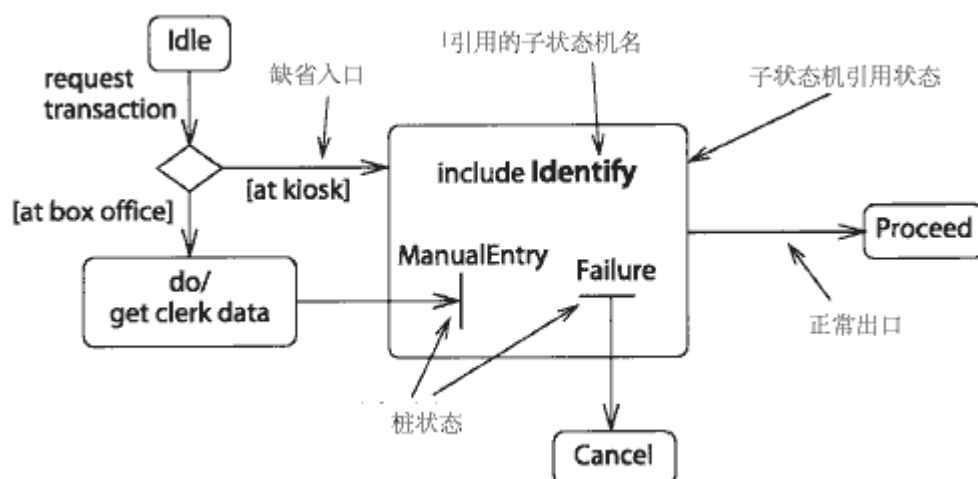 Idle
引用的子状态机名
缺省入口
子状态机引用状态
request
transaction
include Identify
[at kiosk]
[at box office]
Proceed
ManualEntry
Failure
do/
get clerk data
正常出口
桩状态
Cancel